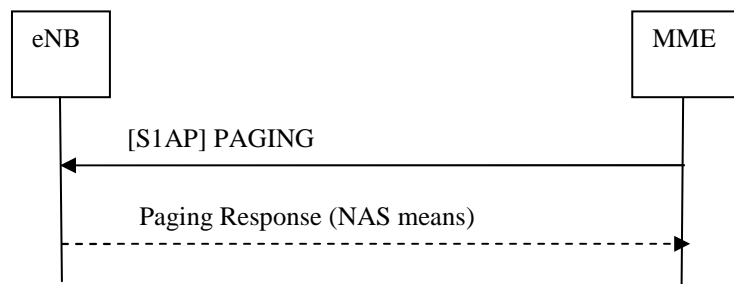 eNB
MME
[S1AP] PAGING
Paging Response (NAS means)